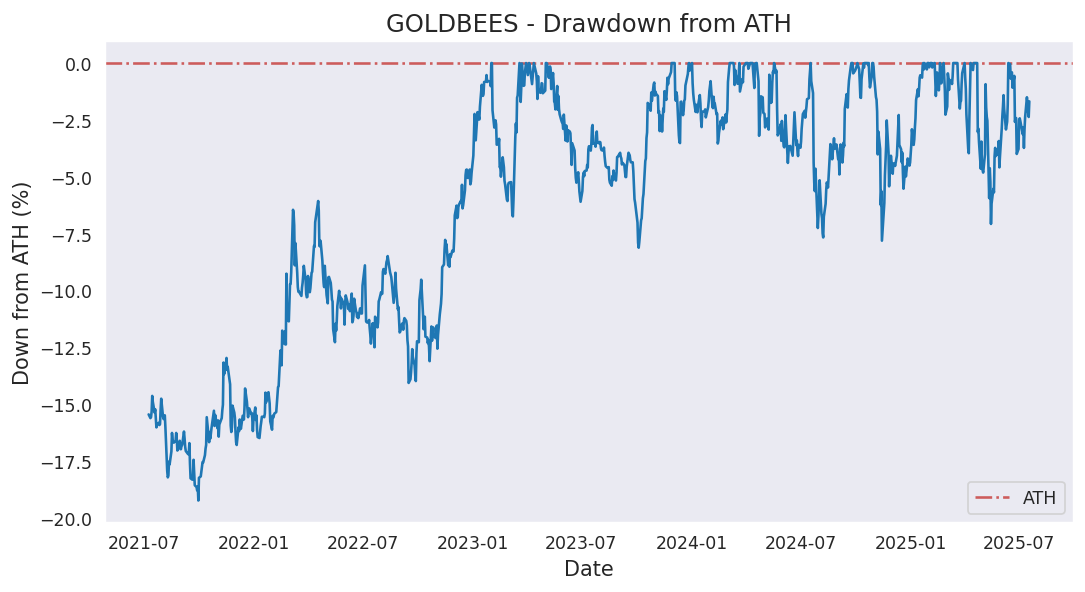 GOLDBEES - Drawdown from ATH
Down from ATH (%)
0.0
−2.5
−5.0
−7.5
−10.0
−12.5
−15.0
−17.5
−20.0
ATH
2021-07 2022-01 2022-07 2023-01 2023-07 2024-01 2024-07 2025-01 2025-07
Date